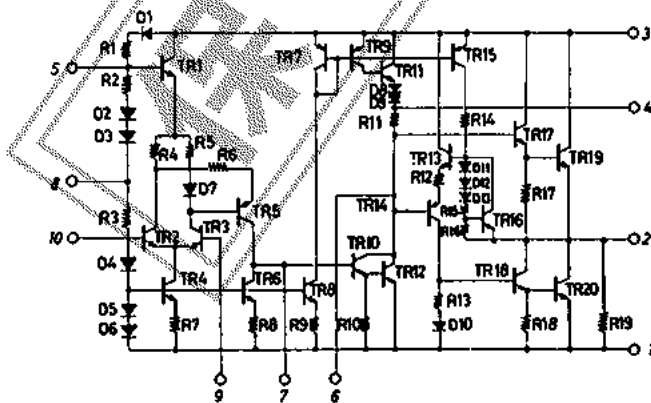 D1
3
R1
TR7
TR9
TR15
5
TR1
TR11
R2
D8
D9
4
D2
R14
R11
TR17
D3
R4
R5
R6
TR13
TR19
D11
8
D7
R12
D12
D13
R17
R3
TR5
TR14
R15
TR16
10
TR2
TR3
R16
2
D4
TR10
TR4
TR6
TR8
TR12
TR18
TR20
D5
R13
D6
R7
R8
R9
R10
D10
R18
R19
1
9
7
6